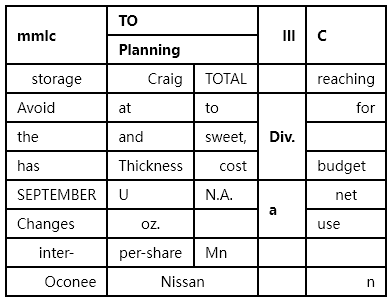 mmlc TO III C
Planning
storage Craig TOTAL reaching
Avoid at to for
the and sweet, Div.
has Thickness cost budget
SEPTEMBER U N.A. a net
Changes oz. use
inter- per-share Mn
Oconee Nissan n